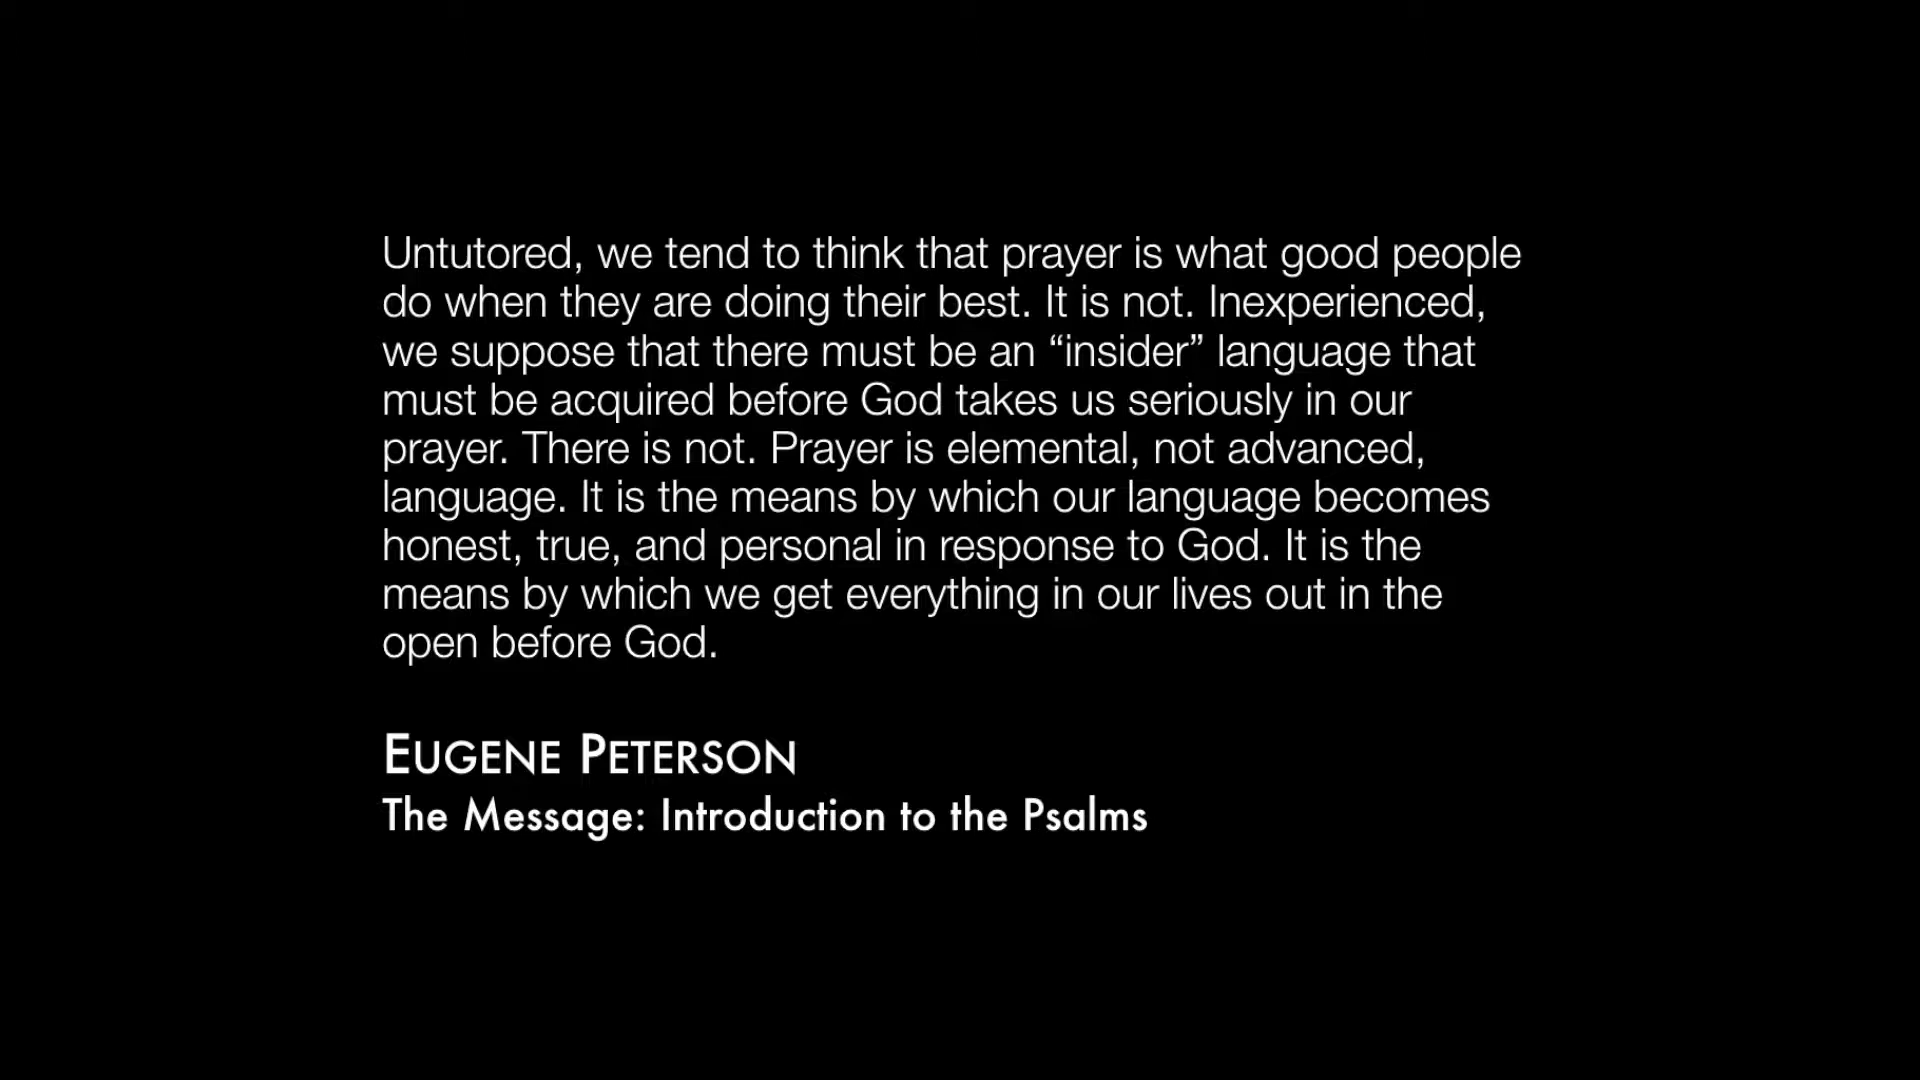 Untutored, we tend to think that prayer is what good people
do when they are doing their best. It is not. Inexperienced,
we suppose that there must be an “insider” language that
must be acquired before God takes us seriously in our
prayer. There is not. Prayer is elemental, not advanced,
language. It is the means by which our language becomes
honest, true, and personal in response to God. It is the
means by which we get everything in our lives out in the
open before God.
EUGENE PETERSON
The Message: Introduction to the Psalms